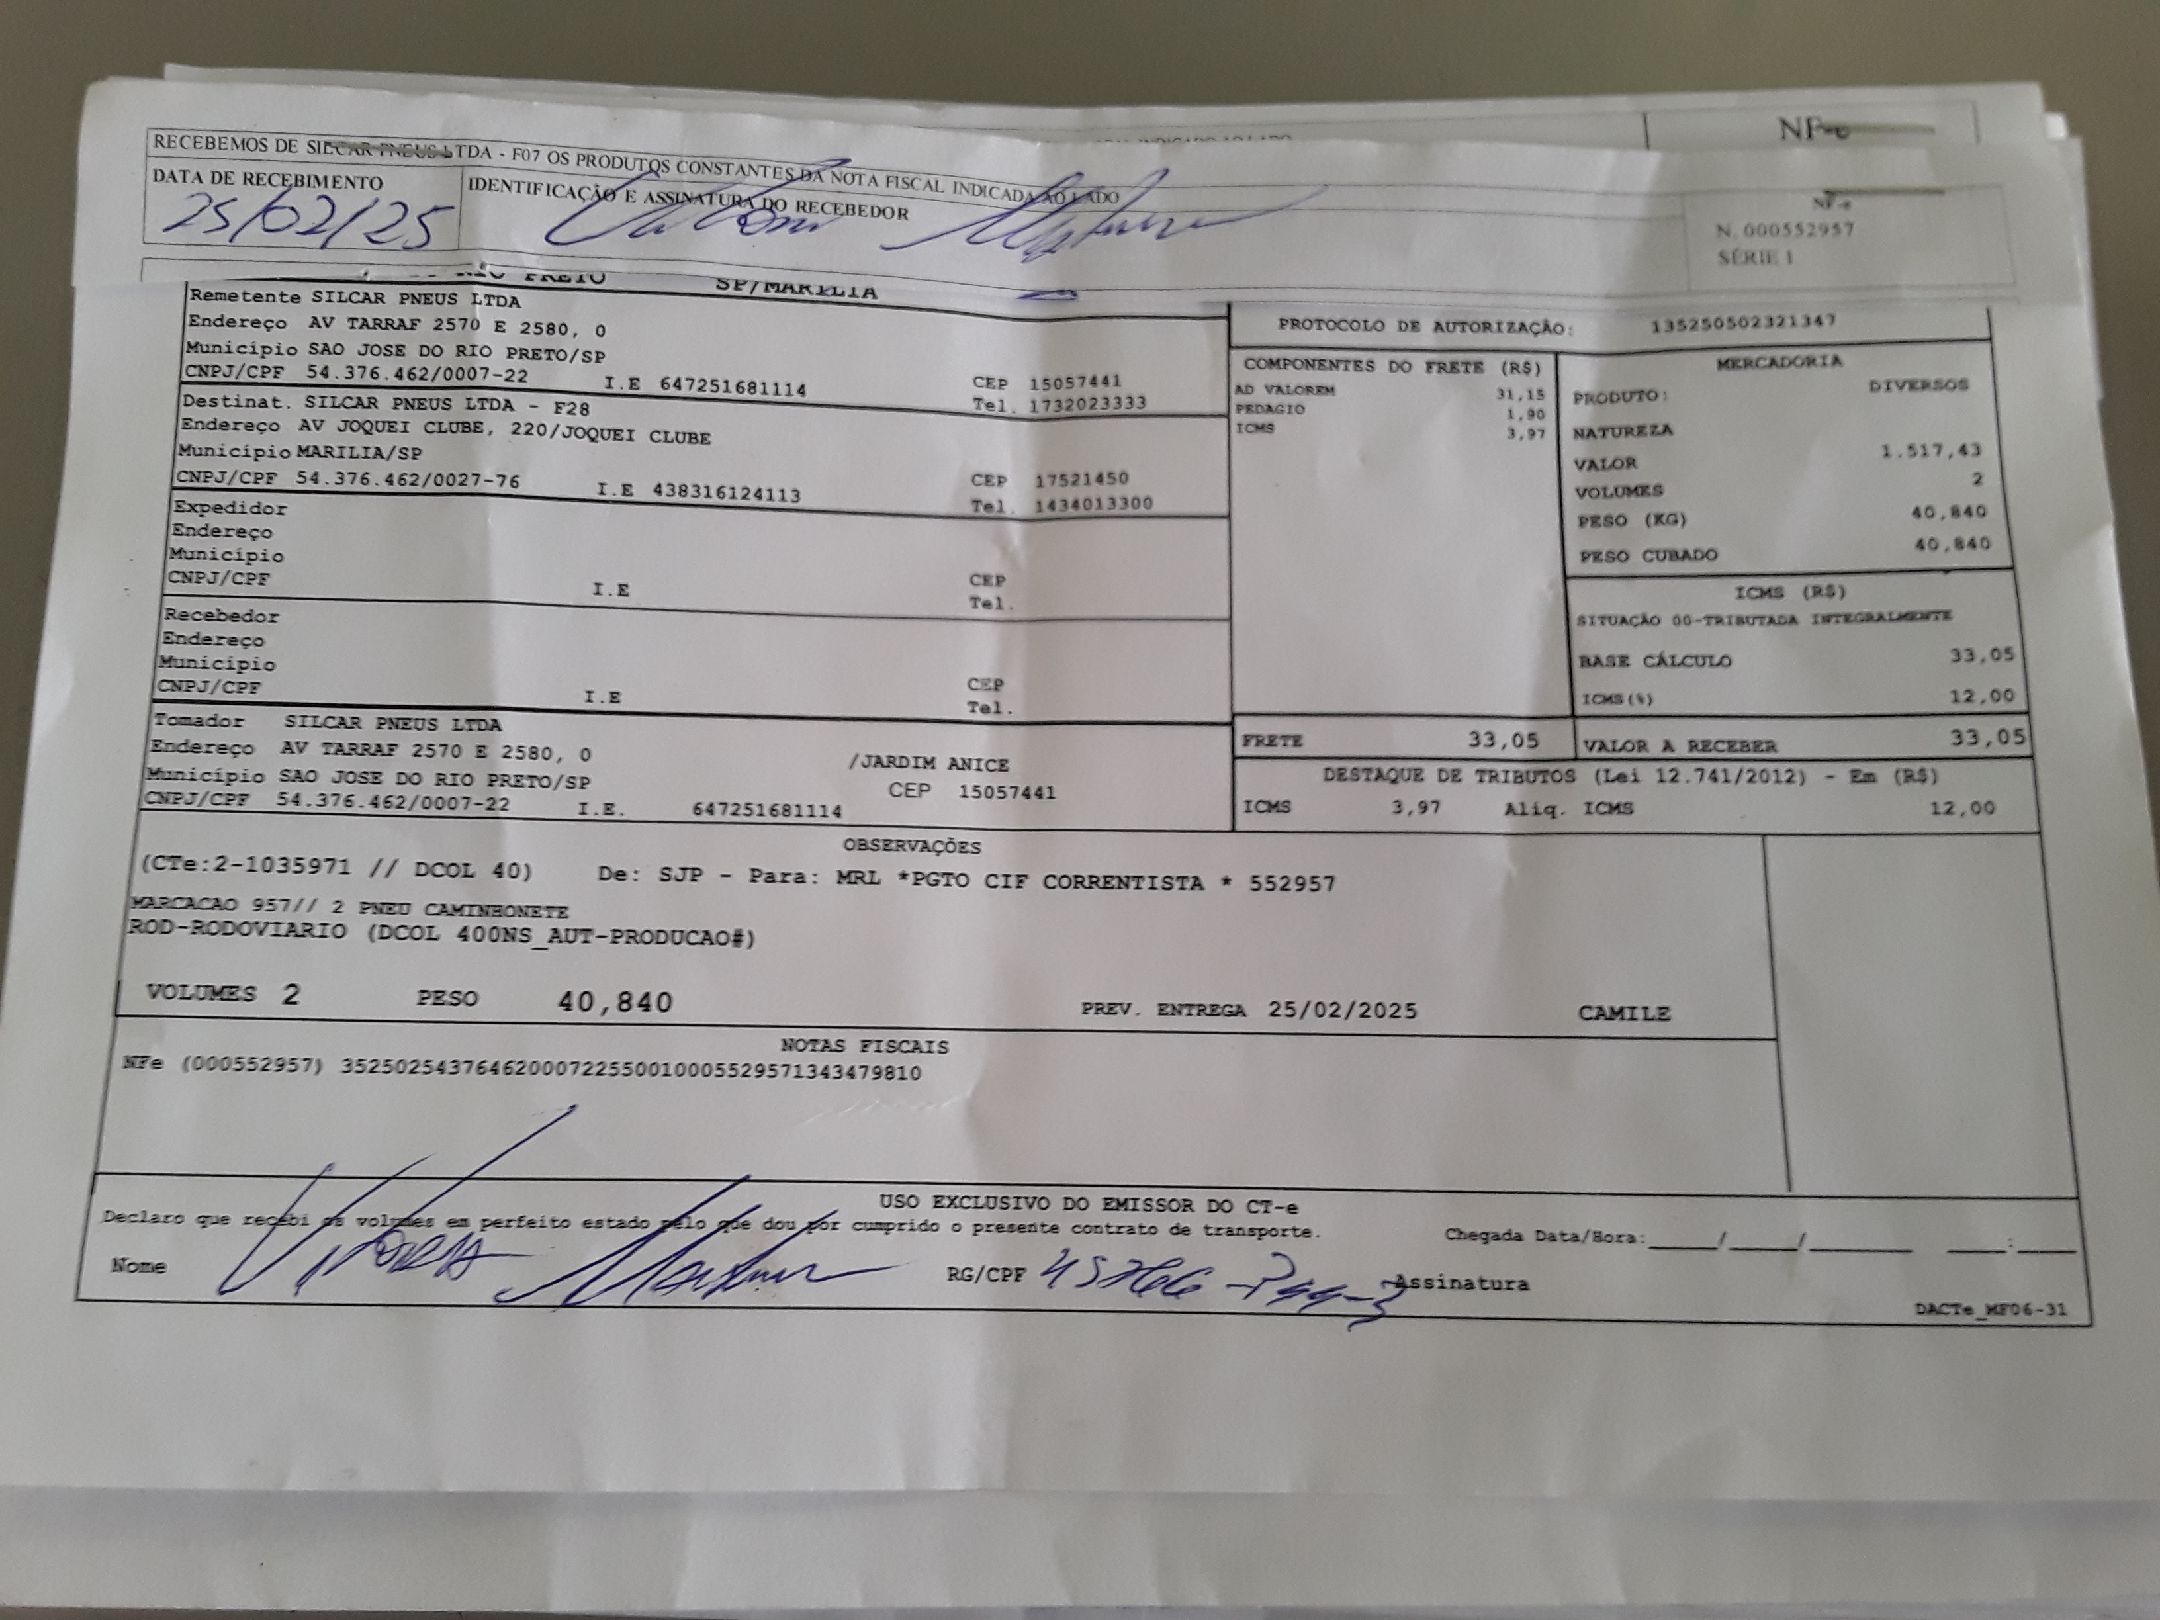 NF-e
RECEBEMOS DE SILCAR PNEUS LTDA - F07 OS PRODUTOS CONSTANTES DA NOTA FISCAL INDICADA AO LADO
DATA DE RECEBIMENTO
25/02/25
IDENTIFICAÇÃO E ASSINATURA DO RECEBEDOR
NF-e
N. 000552957
SÉRIE 1
RIO PRETO SP/MARILIA
Remetente SILCAR PNEUS LTDA
Endereço AV TARRAF 2570 E 2580, 0
Município SAO JOSE DO RIO PRETO/SP
CNPJ/CPF 54.376.462/0007-22 I.E 647251681114 CEP 15057441
Tel. 1732023333
Destinat. SILCAR PNEUS LTDA - F28
Endereço AV JOQUEI CLUBE, 220/JOQUEI CLUBE
Município MARILIA/SP
CNPJ/CPF 54.376.462/0027-76 I.E 438316124113 CEP 17521450
Tel. 1434013300
Expedidor
Endereço
Município
CNPJ/CPF I.E CEP
Tel.
Recebedor
Endereço
Município
CNPJ/CPF I.E CEP
Tel.
Tomador SILCAR PNEUS LTDA
Endereço AV TARRAF 2570 E 2580, 0 /JARDIM ANICE
Município SAO JOSE DO RIO PRETO/SP CEP 15057441
CNPJ/CPF 54.376.462/0007-22 I.E. 647251681114
PROTOCOLO DE AUTORIZAÇÃO: 135250502321347
COMPONENTES DO FRETE (R$)
AD VALOREM 31,15
PEDAGIO 1,90
ICMS 3,97
MERCADORIA
PRODUTO: DIVERSOS
NATUREZA
VALOR 1.517,43
VOLUMES 2
PESO (KG) 40,840
PESO CUBADO 40,840
ICMS (R$)
SITUAÇÃO 00-TRIBUTADA INTEGRALMENTE
BASE CÁLCULO 33,05
ICMS(%) 12,00
FRETE 33,05 VALOR A RECEBER 33,05
DESTAQUE DE TRIBUTOS (Lei 12.741/2012) - Em (R$)
ICMS 3,97 Aliq. ICMS 12,00
OBSERVAÇÕES
(CTe:2-1035971 // DCOL 40) De: SJP - Para: MRL *PGTO CIF CORRENTISTA * 552957
MARCACAO 957// 2 PNEU CAMINHONETE
ROD-RODOVIARIO (DCOL 400NS_AUT-PRODUCAO#)
VOLUMES 2 PESO 40,840 PREV. ENTREGA 25/02/2025 CAMILE
NOTAS FISCAIS
NFe (000552957) 35250254376462000722550010005529571343479810
USO EXCLUSIVO DO EMISSOR DO CT-e
Declaro que recebi os volumes em perfeito estado pelo que dou por cumprido o presente contrato de transporte.
Chegada Data/Hora:____/____/______ ____:____
Nome RG/CPF Assinatura
DACTe_MF06-31